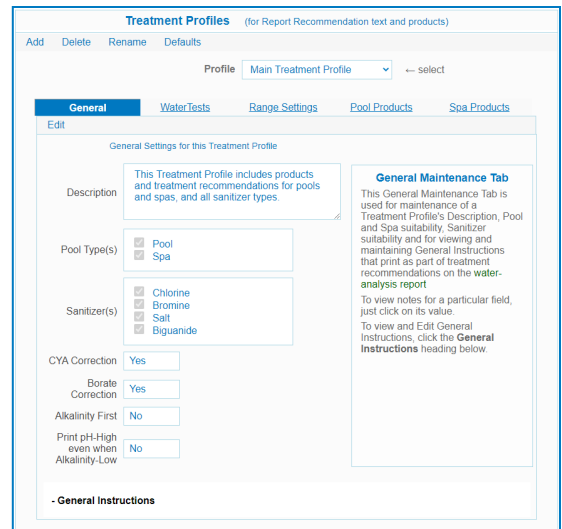 Treatment Profiles (for Report Recommendation text and products)
Add Delete Rename Defaults
Profile Main Treatment Profile ← select
General WaterTests Range Settings Pool Products Spa Products
Edit
General Settings for this Treatment Profile
Description
This Treatment Profile includes products
and treatment recommendations for pools
and spas, and all sanitizer types.
Pool Type(s)
Pool
Spa
Sanitizer(s)
Chlorine
Bromine
Salt
Biguanide
CYA Correction Yes
Borate
Correction
Yes
Alkalinity First No
Print pH-High
even when
Alkalinity-Low
No
General Maintenance Tab
This General Maintenance Tab is
used for maintenance of a
Treatment Profile's Description, Pool
and Spa suitability, Sanitizer
suitability and for viewing and
maintaining General Instructions
that print as part of treatment
recommendations on the water-
analysis report
To view notes for a particular field,
just click on its value.
To view and Edit General
Instructions, click the General
Instructions heading below.
- General Instructions